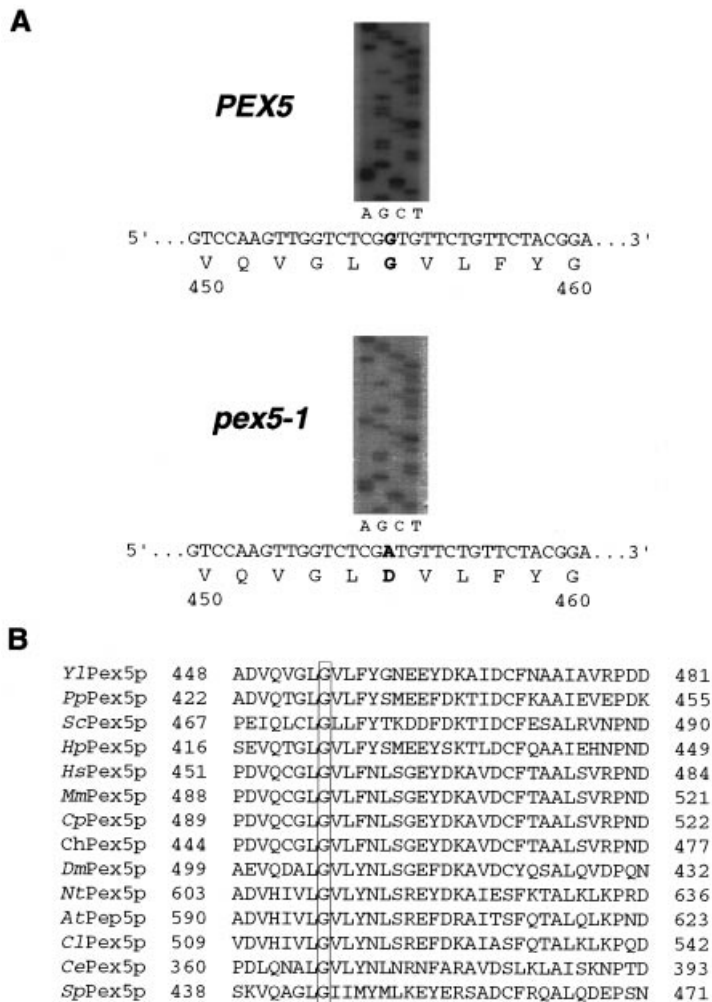 A
PEX5
A G C T
5'...GTCCAAGTTGGTCTCGGTGTTCTGTTCTACGGA...3'
V Q V G L G V L F Y G
450 460
pex5-1
A G C T
5'...GTCCAAGTTGGTCTCGATGTTCTGTTCTACGGA...3'
V Q V G L D V L F Y G
450 460
B
YlPex5p 448 ADVQVGLGVLFYGNEEYDKAIDCFNAAIAVRPDD 481
PpPex5p 422 ADVQTGLGVLFYSMEEFDKTIDCFKAAIEVEPDK 455
ScPex5p 467 PEIQLCLGLLFYTKDDFDKTIDCFESALRVNPND 490
HpPex5p 416 SEVQTGLGVLFYSMEEYSKTLDCFQAAIEHNPND 449
HsPex5p 451 PDVQCGLGVLFNLSGEYDKAVDCFTAALSVRPND 484
MmPex5p 488 PDVQCGLGVLFNLSGEYDKAVDCFTAALSVRPND 521
CpPex5p 489 PDVQCGLGVLFNLSGEYDKAVDCFTAALSVRPND 522
ChPex5p 444 PDVQCGLGVLFNLSGEYDKAVDCFTAALSVRPND 477
DmPex5p 499 AEVQDALGVLYNLSGEFDKAVDCYQSALQVDPQN 432
NtPex5p 603 ADVHIVLGVLYNLSREYDKAIESFKTALKLKPRD 636
AtPep5p 590 ADVHIVLGVLYNLSREFDRAITSFQTALQLKPND 623
ClPex5p 509 VDVHIVLGVLYNLSREFDKAIASFQTALKLKPQD 542
CePex5p 360 PDLQNALGVLYNLNRNFARAVDSLKLAISKNPTD 393
SpPex5p 438 SKVQAGLGIIMYMLKEYERSADCFRQALQDEPSN 471